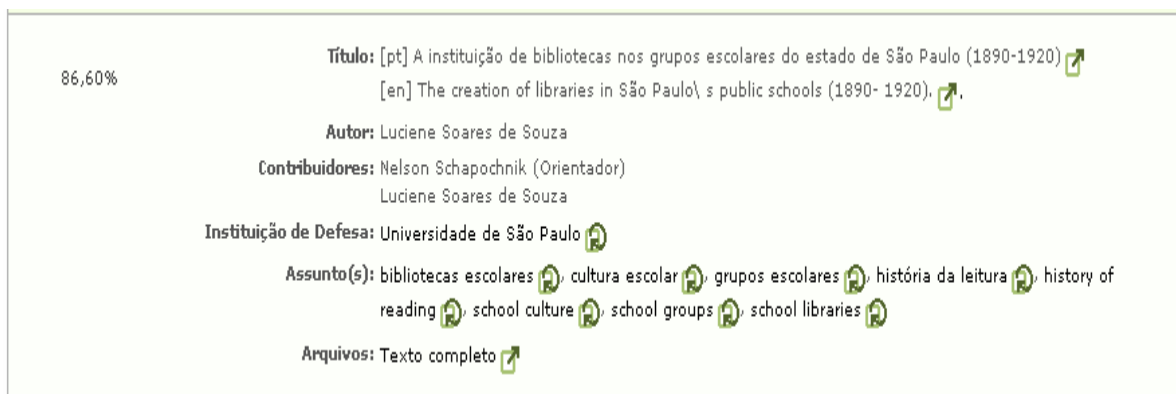 86,60%
Título: [pt] A instituição de bibliotecas nos grupos escolares do estado de São Paulo (1890-1920)
[en] The creation of libraries in São Paulo\ s public schools (1890- 1920). .
Autor: Luciene Soares de Souza
Contribuidores: Nelson Schapochnik (Orientador)
Luciene Soares de Souza
Instituição de Defesa: Universidade de São Paulo
Assunto(s): bibliotecas escolares , cultura escolar , grupos escolares , história da leitura , history of
reading , school culture , school groups , school libraries
Arquivos: Texto completo